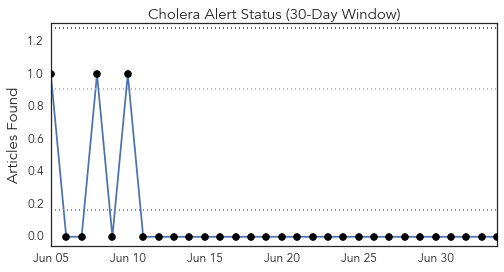 Cholera Alert Status (30-Day Window)
Articles Found
1.2
1.0
0.8
0.6
0.4
0.2
0.0
Jun 05
Jun 10
Jun 15
Jun 20
Jun 25
Jun 30